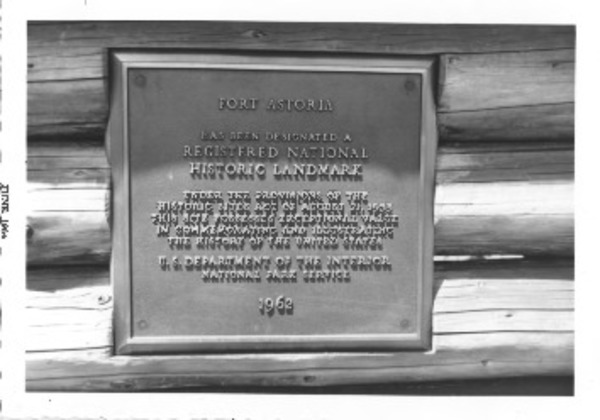 FORT ASTORIA
HAS BEEN DESIGNATED A
REGISTERED NATIONAL
HISTORIC LANDMARK
UNDER THE PROVISIONS OF THE
HISTORIC SITES ACT OF AUGUST 21, 1935
THIS SITE POSSESSES EXCEPTIONAL VALUE
IN COMMEMORATING AND ILLUSTRATING
THE HISTORY OF THE UNITED STATES
U.S. DEPARTMENT OF THE INTERIOR
NATIONAL PARK SERVICE
1962